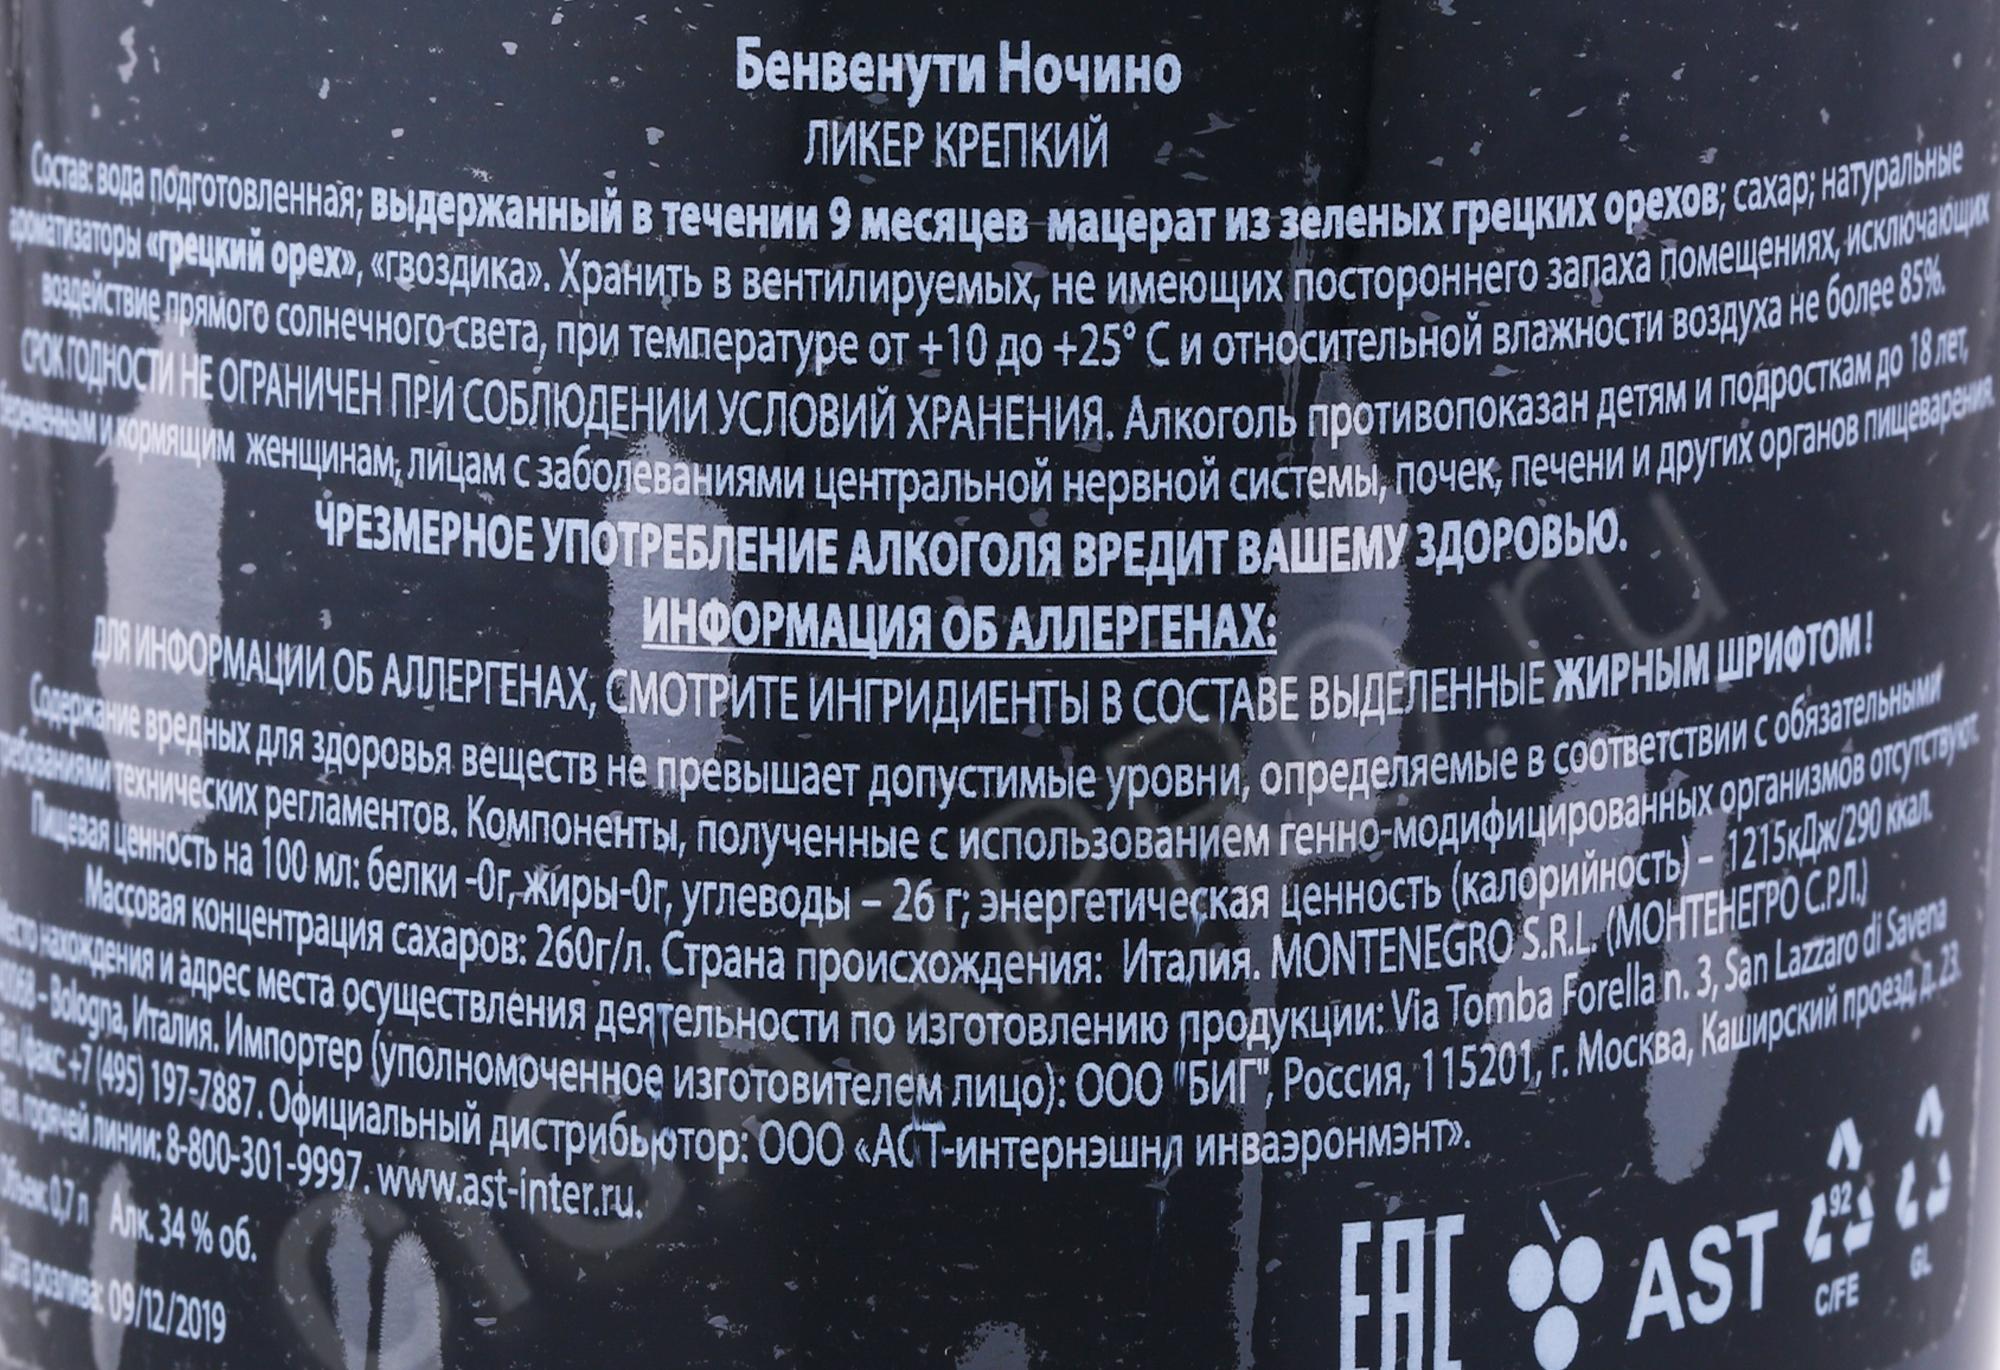 Бенвенути Ночино
ЛИКЕР КРЕПКИЙ
Состав: вода подготовленная; выдержанный в течении 9 месяцев мацерат из зеленых грецких орехов; сахар; натуральные
ароматизаторы «грецкий орех», «гвоздика». Хранить в вентилируемых, не имеющих постороннего запаха помещениях, исключающих
воздействие прямого солнечного света, при температуре от +10 до +25° С и относительной влажности воздуха не более 85%.
СРОК ГОДНОСТИ НЕ ОГРАНИЧЕН ПРИ СОБЛЮДЕНИИ УСЛОВИЙ ХРАНЕНИЯ. Алкоголь противопоказан детям и подросткам до 18 лет,
беременным и кормящим женщинам, лицам с заболеваниями центральной нервной системы, почек, печени и других органов пищеварения.
ЧРЕЗМЕРНОЕ УПОТРЕБЛЕНИЕ АЛКОГОЛЯ ВРЕДИТ ВАШЕМУ ЗДОРОВЬЮ.
ИНФОРМАЦИЯ ОБ АЛЛЕРГЕНАХ:
ДЛЯ ИНФОРМАЦИИ ОБ АЛЛЕРГЕНАХ, СМОТРИТЕ ИНГРИДИЕНТЫ В СОСТАВЕ ВЫДЕЛЕННЫЕ ЖИРНЫМ ШРИФТОМ!
Содержание вредных для здоровья веществ не превышает допустимые уровни, определяемые в соответствии с обязательными
требованиями технических регламентов. Компоненты, полученные с использованием генно-модифицированных организмов отсутствуют.
Пищевая ценность на 100 мл: белки -0г, жиры-0г, углеводы – 26 г; энергетическая ценность (калорийность) – 1215кДж/290 ккал.
Массовая концентрация сахаров: 260г/л. Страна происхождения: Италия. MONTENEGRO S.R.L. (МОНТЕНЕГРО С.Р.Л.)
Место нахождения и адрес места осуществления деятельности по изготовлению продукции: Via Tomba Forella n. 3, San Lazzaro di Savena
– Bologna, Италия. Импортер (уполномоченное изготовителем лицо): ООО "БИГ", Россия, 115201, г. Москва, Каширский проезд, д. 23.
Тел./факс: +7 (495) 197-7887. Официальный дистрибьютор: ООО «АСТ-интернэшнл инваэронмэнт».
Тел. горячей линии: 8-800-301-9997. www.ast-inter.ru.
Объем: 0,7 л Алк. 34 % об.
Дата розлива: 09/12/2019
EAC AST 92 C/FE GL
CIGARPRO.ru